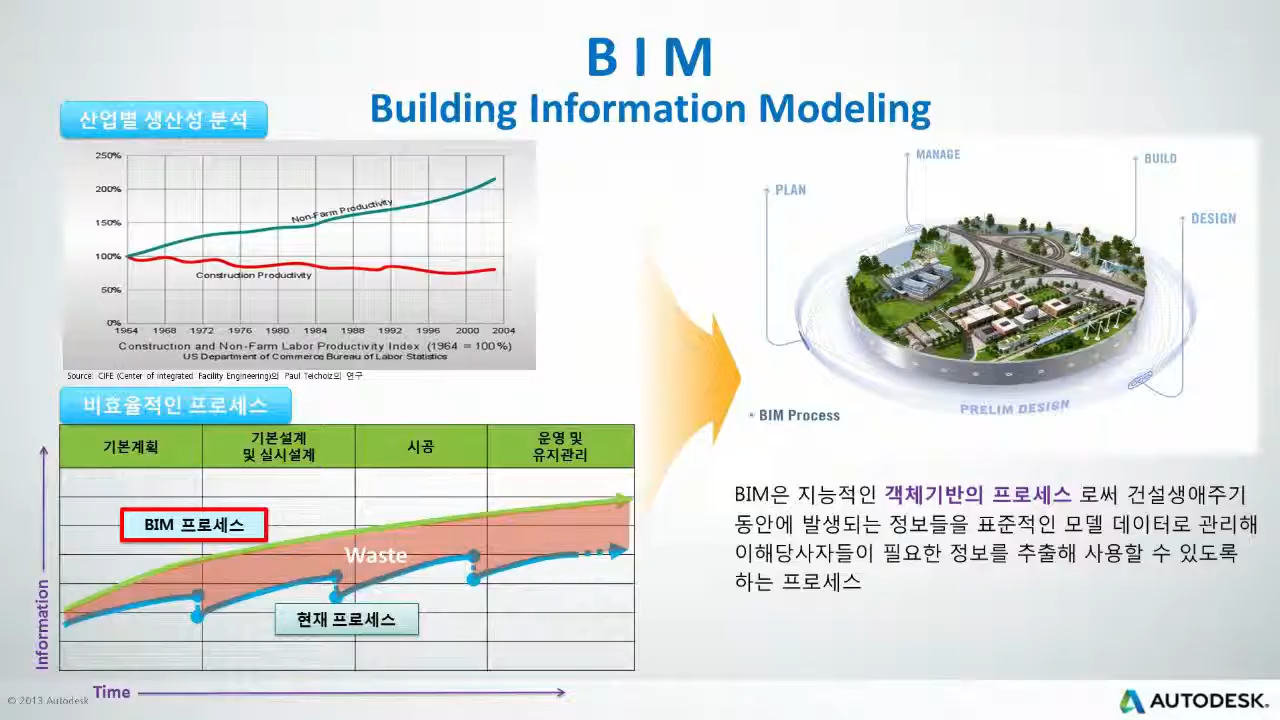 B I M
Building Information Modeling
산업별 생산성 분석
250%
200%
150%
100%
50%
0%
Non-Farm Productivity
Construction Productivity
1964 1968 1972 1976 1980 1984 1988 1992 1996 2000 2004
Construction and Non-Farm Labor Productivity Index (1964 = 100%)
US Department of Commerce Bureau of Labor Statistics
Source: CIFE (Center of Integrated Facility Engineering)의 Paul Teicholz의 연구
비효율적인 프로세스
기본계획
기본설계
및 실시설계
시공
운영 및
유지관리
BIM 프로세스
Waste
현재 프로세스
Information
Time
PLAN
MANAGE
BUILD
DESIGN
PRELIM DESIGN
BIM Process
BIM은 지능적인 객체기반의 프로세스 로써 건설생애주기
동안에 발생되는 정보들을 표준적인 모델 데이터로 관리해
이해당사자들이 필요한 정보를 추출해 사용할 수 있도록
하는 프로세스
© 2013 Autodesk
AUTODESK.